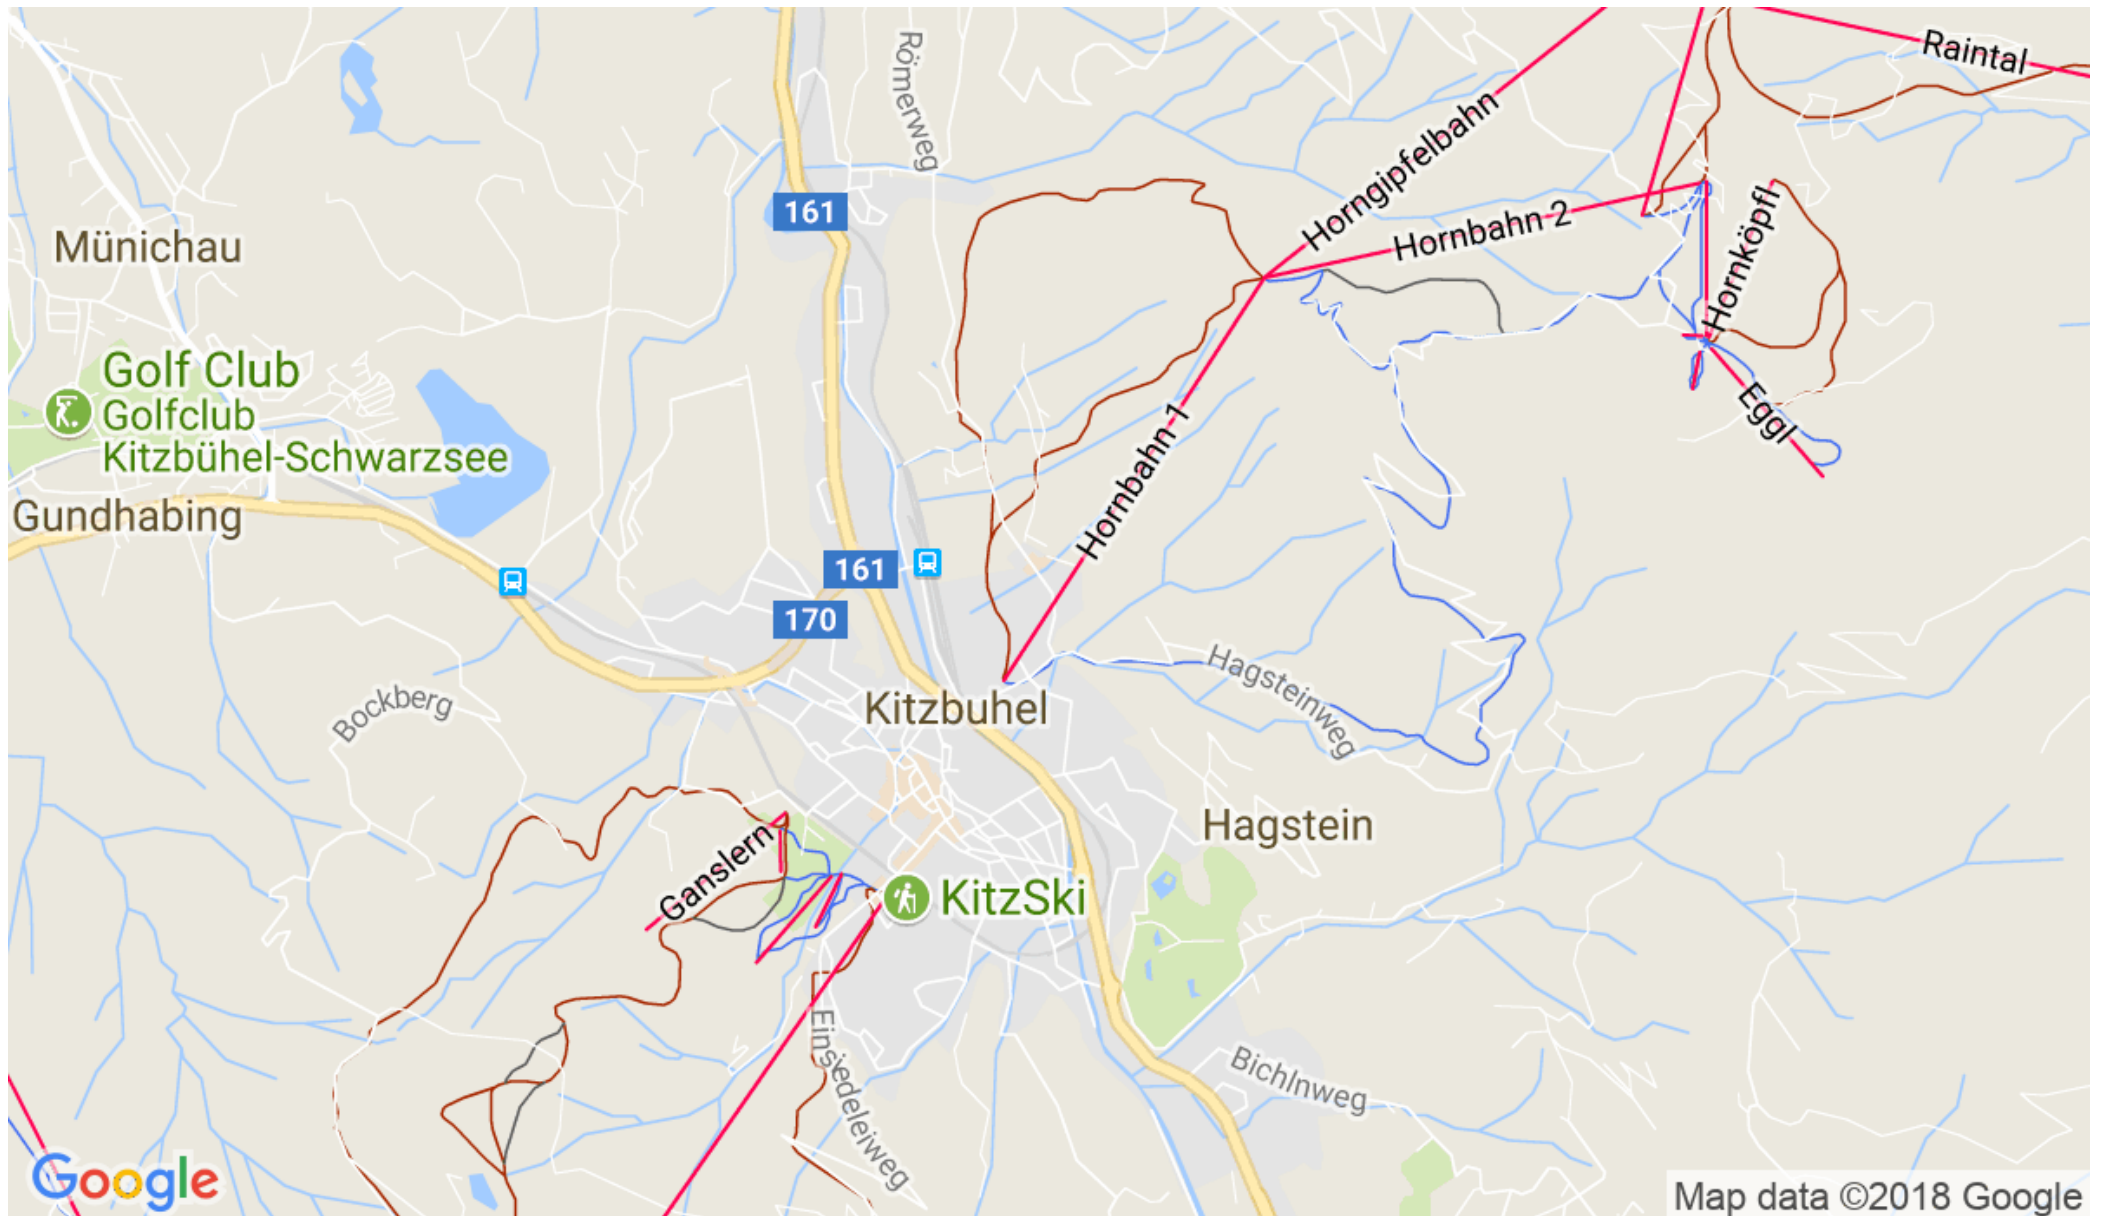 Raintal
Römerweg
Horngipfelbahn
161
Hornbahn 2
Hornköpfl
Münichau
Golf Club
Golfclub
Kitzbühel-Schwarzsee
Eggl
Hornbahn 1
Gundhabing
161
170
Hagsteinweg
Kitzbuhel
Bockberg
Hagstein
Ganslern
KitzSki
Einsiedeleiweg
Bichlnweg
Google
Map data ©2018 Google